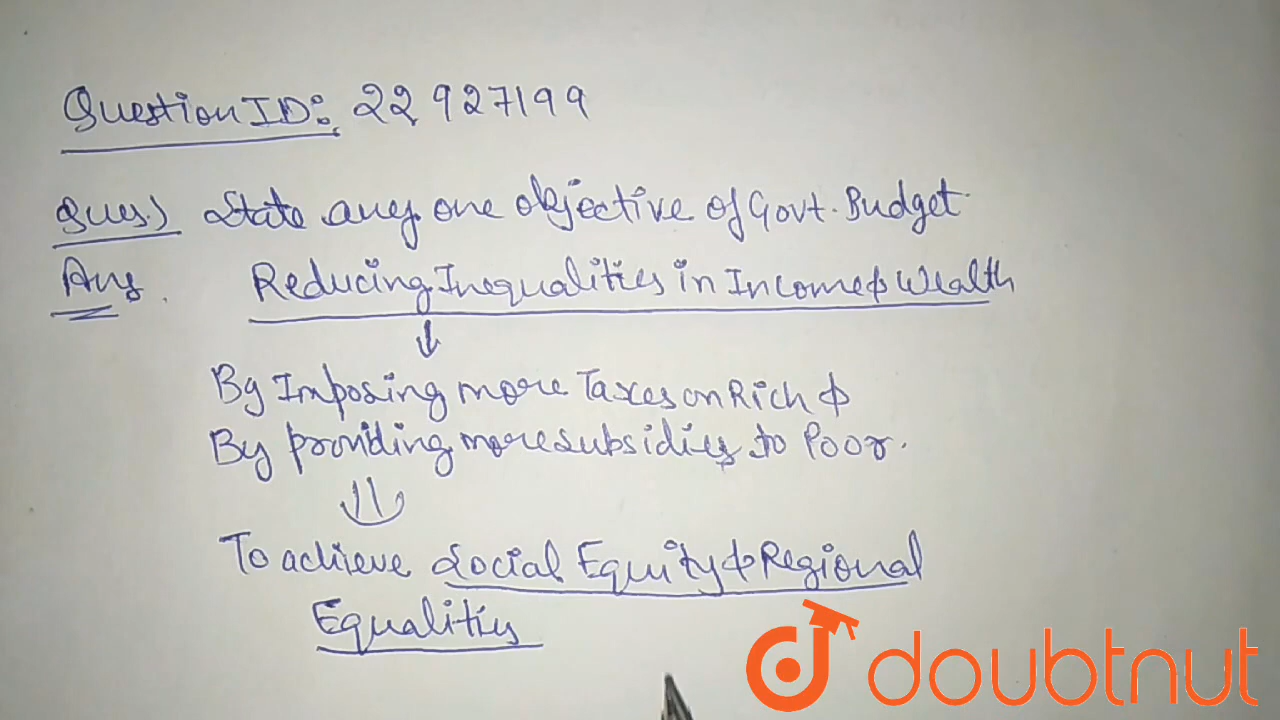 Question ID: 22927199
Ques) State any one objective of Govt. Budget.
Ans. Reducing Inequalities in Income & Wealth
↓
By Imposing more Taxes on Rich &
By providing more subsidies to Poor.
⇓
To achieve Social Equity & Regional
Equalities
doubtnut